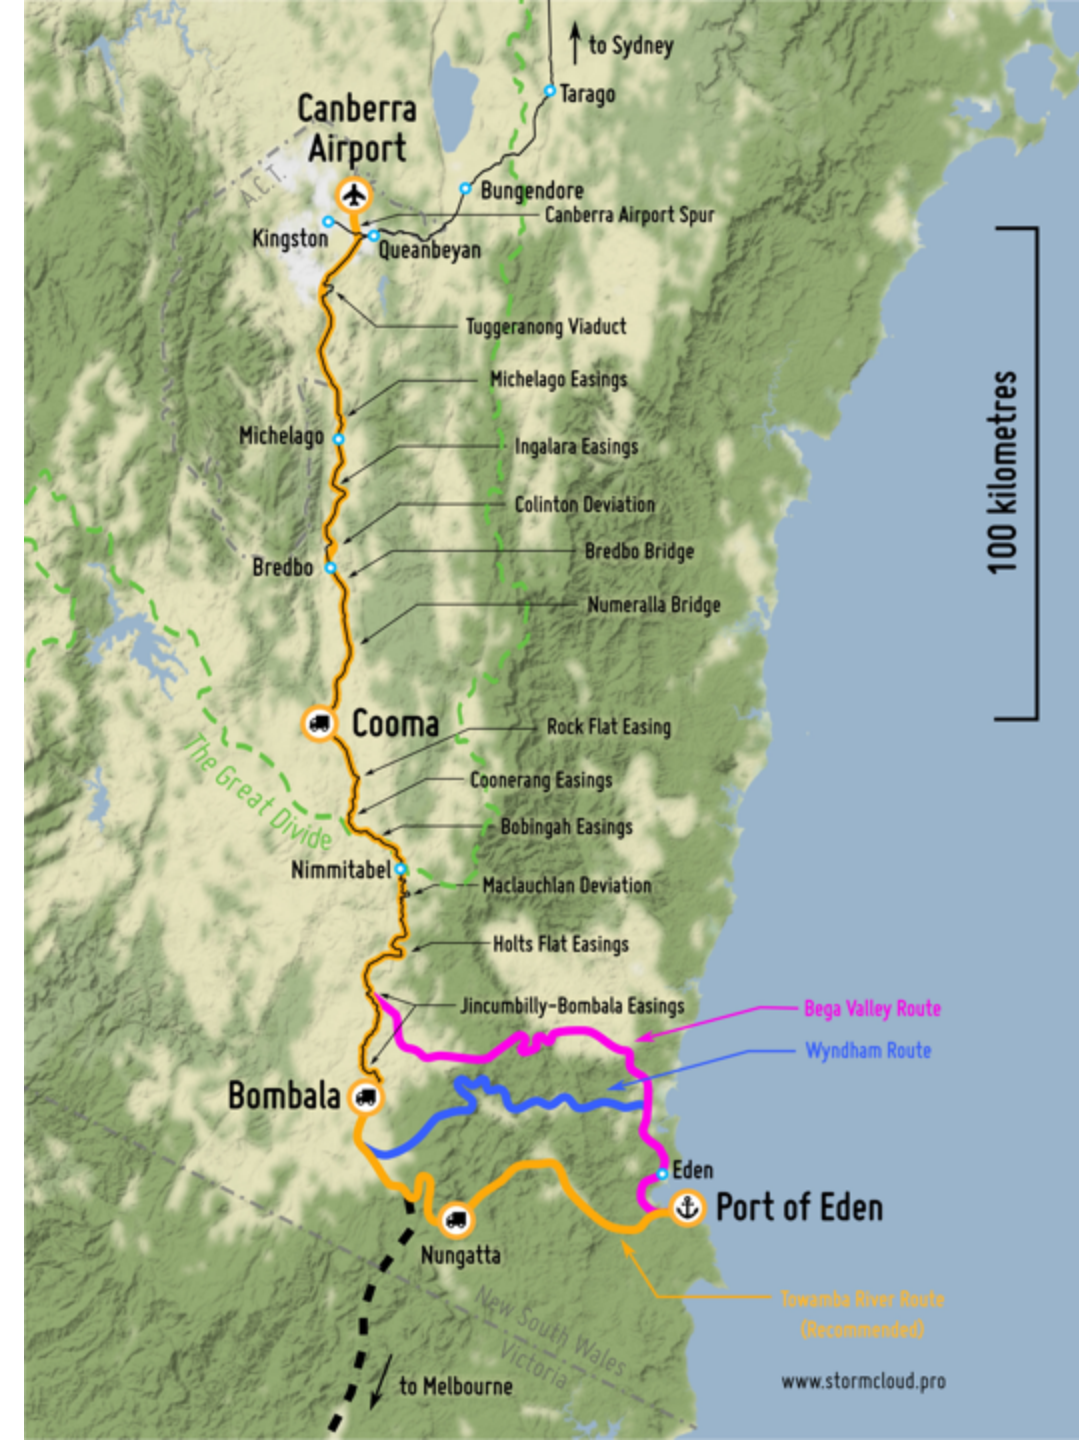 to Sydney
Tarago
Canberra
Airport
A.C.T.
Bungendore
Canberra Airport Spur
Kingston
Queanbeyan
Tuggeranong Viaduct
Michelago Easings
Michelago
Ingalara Easings
Colinton Deviation
Bredbo Bridge
Bredbo
Numeralla Bridge
100 kilometres
Cooma
Rock Flat Easing
The Great Divide
Coonerang Easings
Bobingah Easings
Nimmitabel
Maclauchlan Deviation
Holts Flat Easings
Jincumbilly-Bombala Easings
Bega Valley Route
Wyndham Route
Bombala
Eden
Port of Eden
Nungatta
New South Wales
Victoria
Towamba River Route
(Recommended)
to Melbourne
www.stormcloud.pro